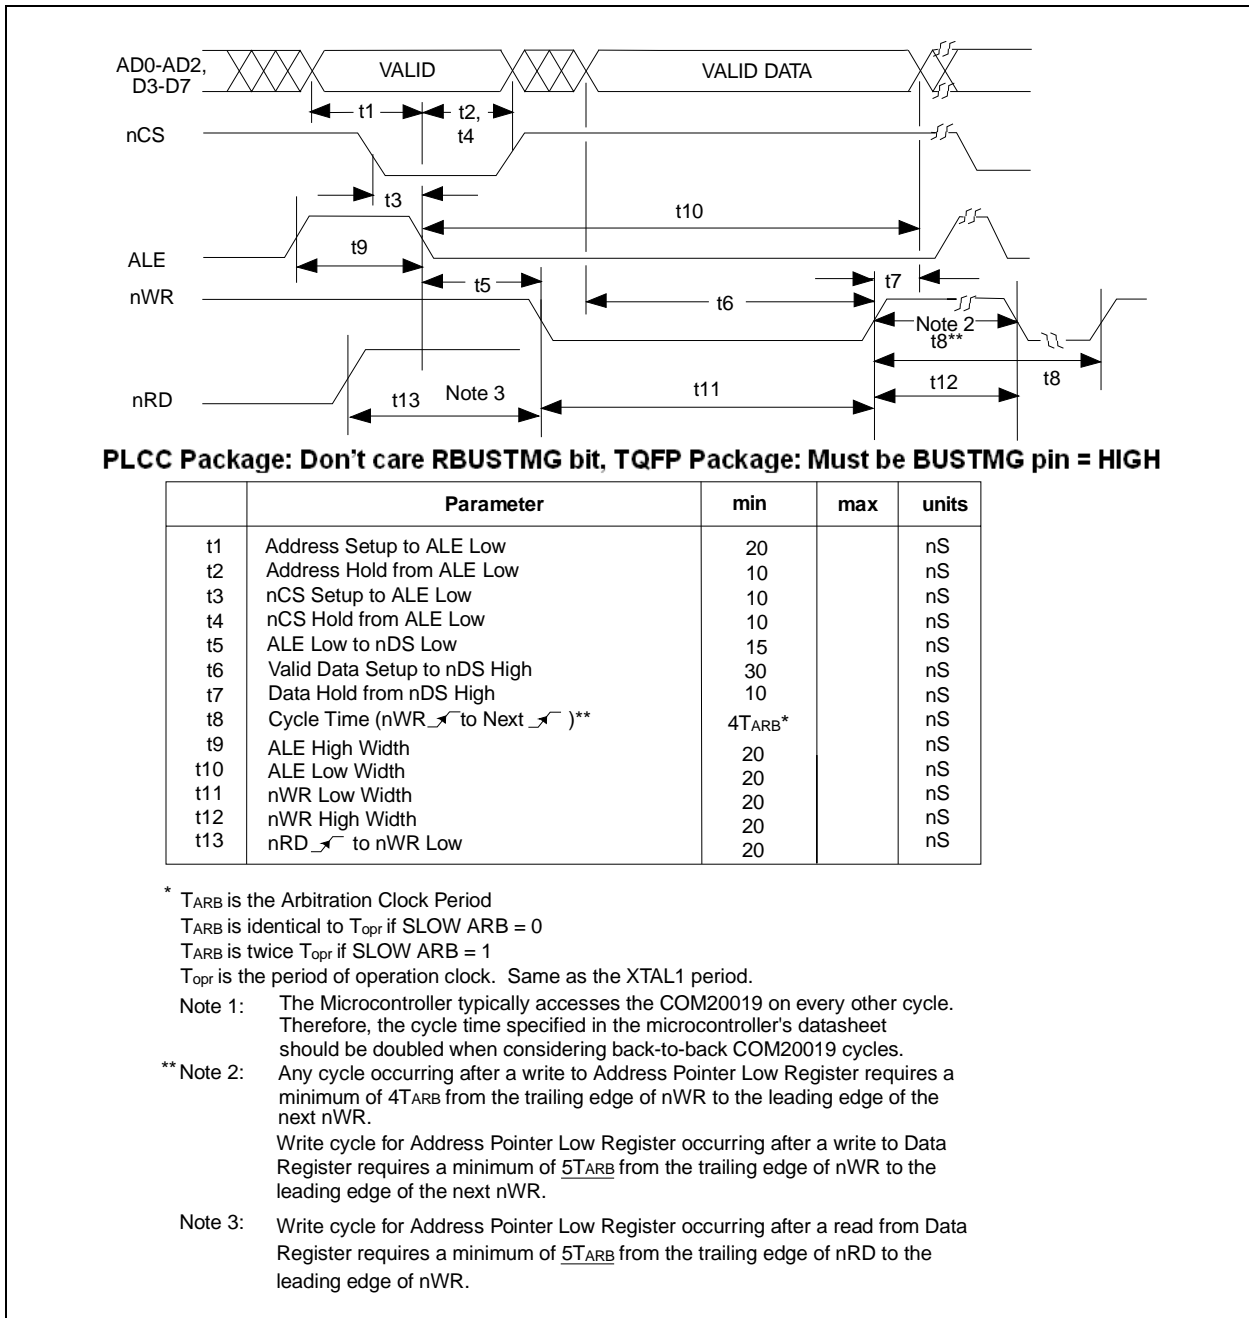 AD0-AD2,
D3-D7
VALID
VALID DATA
t1
t2,
t4
nCS
t3
t10
ALE
t9
t7
nWR
t5
t6
Note 2
t8**
nRD
t13
Note 3
t11
t12
t8
PLCC Package: Don't care RBUSTMG bit, TQFP Package: Must be BUSTMG pin = HIGH
Parameter min max units
t1 Address Setup to ALE Low 20 nS
t2 Address Hold from ALE Low 10 nS
t3 nCS Setup to ALE Low 10 nS
t4 nCS Hold from ALE Low 10 nS
t5 ALE Low to nDS Low 15 nS
t6 Valid Data Setup to nDS High 30 nS
t7 Data Hold from nDS High 10 nS
t8 Cycle Time (nWR to Next )** 4TARB* nS
t9 ALE High Width 20 nS
t10 ALE Low Width 20 nS
t11 nWR Low Width 20 nS
t12 nWR High Width 20 nS
t13 nRD to nWR Low 20 nS
* TARB is the Arbitration Clock Period
TARB is identical to Topr if SLOW ARB = 0
TARB is twice Topr if SLOW ARB = 1
Topr is the period of operation clock. Same as the XTAL1 period.
Note 1: The Microcontroller typically accesses the COM20019 on every other cycle.
Therefore, the cycle time specified in the microcontroller's datasheet
should be doubled when considering back-to-back COM20019 cycles.
** Note 2: Any cycle occurring after a write to Address Pointer Low Register requires a
minimum of 4TARB from the trailing edge of nWR to the leading edge of the
next nWR.
Write cycle for Address Pointer Low Register occurring after a write to Data
Register requires a minimum of 5TARB from the trailing edge of nWR to the
leading edge of the next nWR.
Note 3: Write cycle for Address Pointer Low Register occurring after a read from Data
Register requires a minimum of 5TARB from the trailing edge of nRD to the
leading edge of nWR.